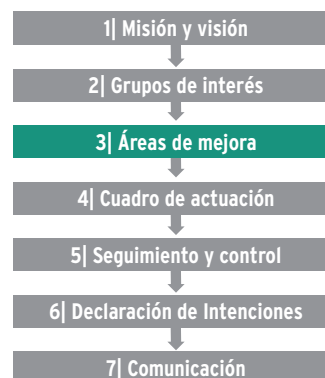 1| Misión y visión
2| Grupos de interés
3| Áreas de mejora
4| Cuadro de actuación
5| Seguimiento y control
6| Declaración de Intenciones
7| Comunicación